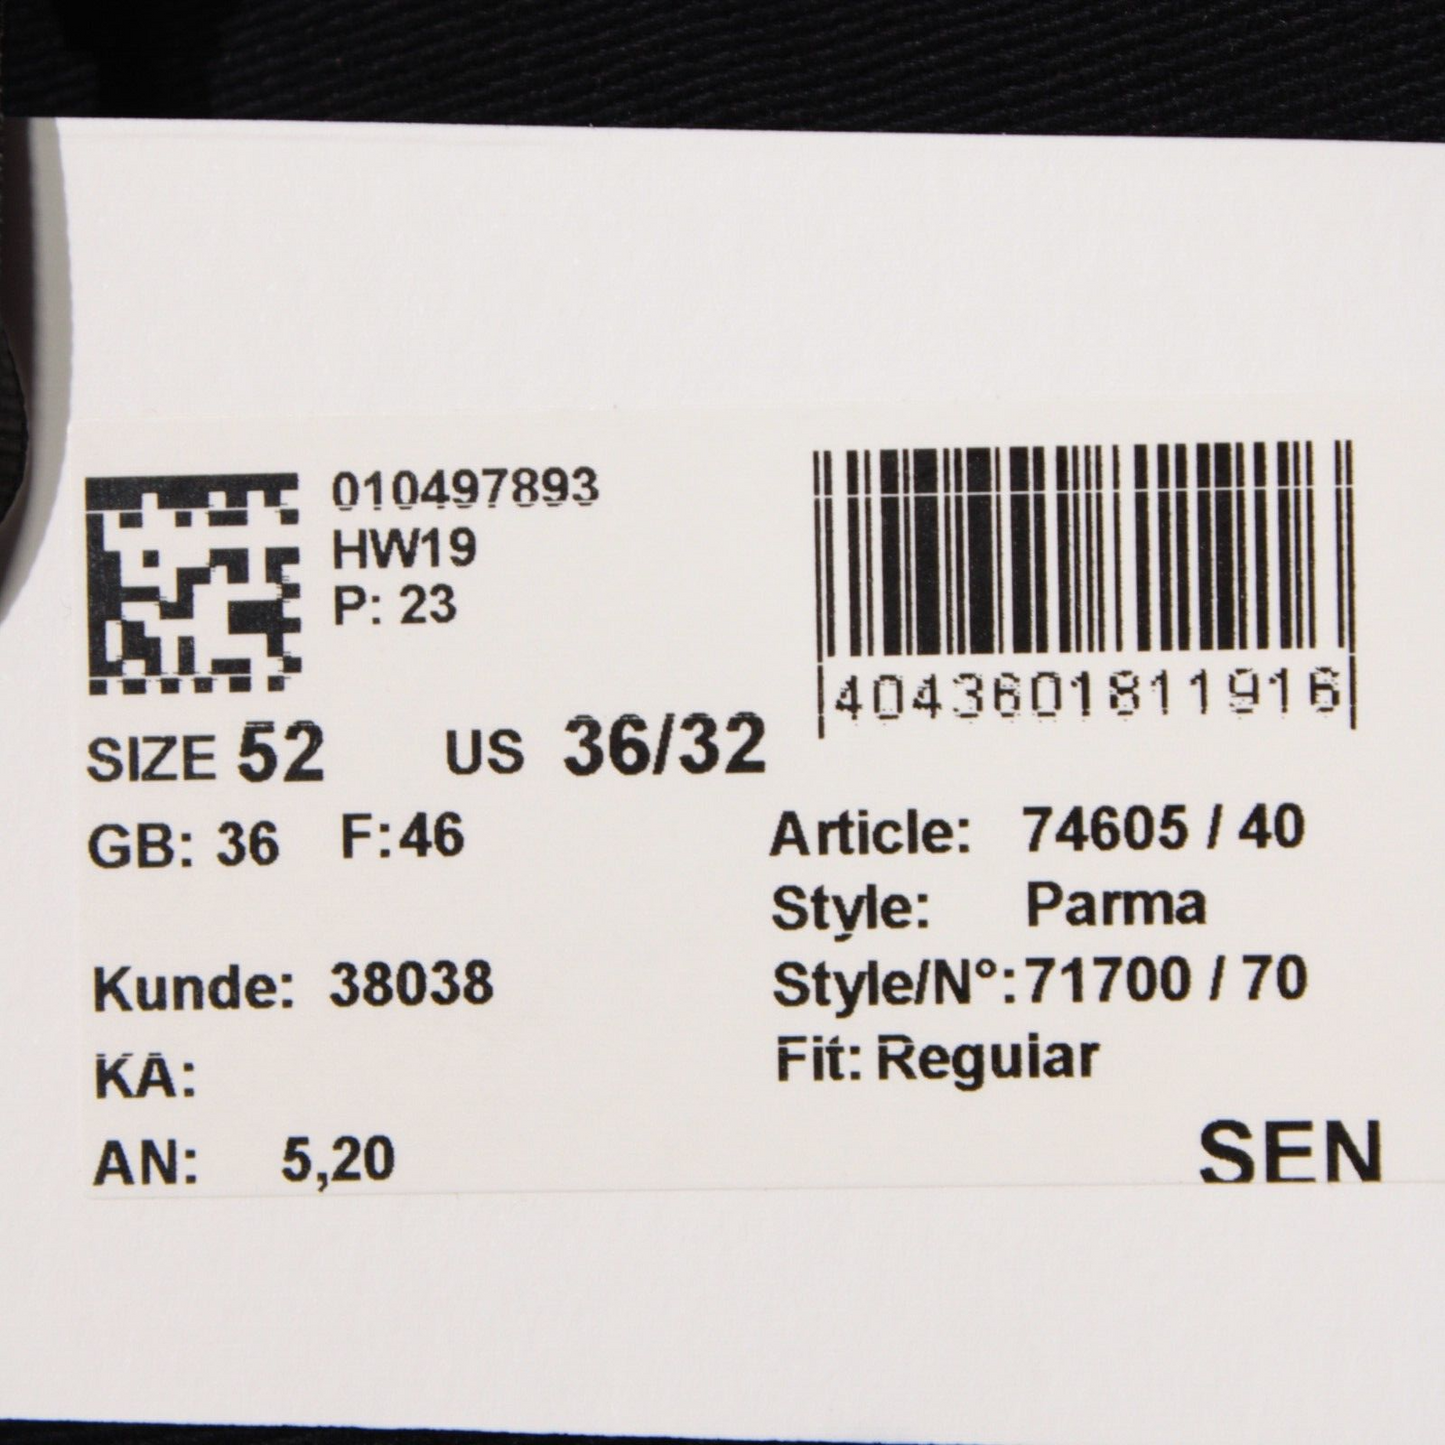 010497893
HW19
P: 23
4043601811916
SIZE 52 US 36/32
GB: 36 F:46
Article: 74605 / 40
Style: Parma
Kunde: 38038
Style/N°:71700 / 70
KA:
Fit: Regular
AN: 5,20
SEN